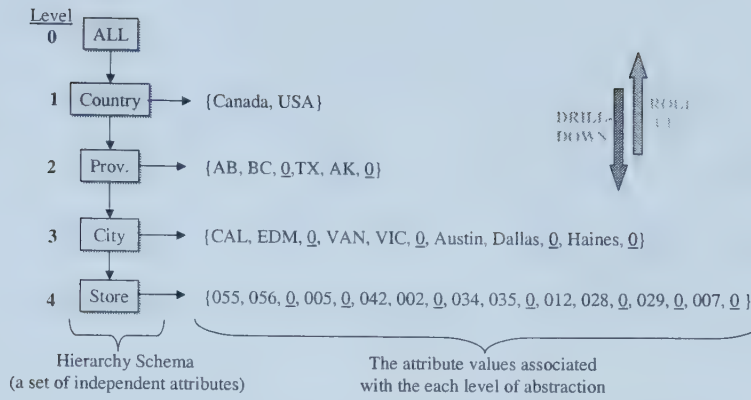 Level
0 ALL
1 Country {Canada, USA}
DRILL-
DOWN
ROLL
2 Prov. {AB, BC, 0,TX, AK, 0}
3 City {CAL, EDM, 0, VAN, VIC, 0, Austin, Dallas, 0, Haines, 0}
4 Store {055, 056, 0, 005, 0, 042, 002, 0, 034, 035, 0, 012, 028, 0, 029, 0, 007, 0 }
Hierarchy Schema
(a set of independent attributes)
The attribute values associated
with the each level of abstraction